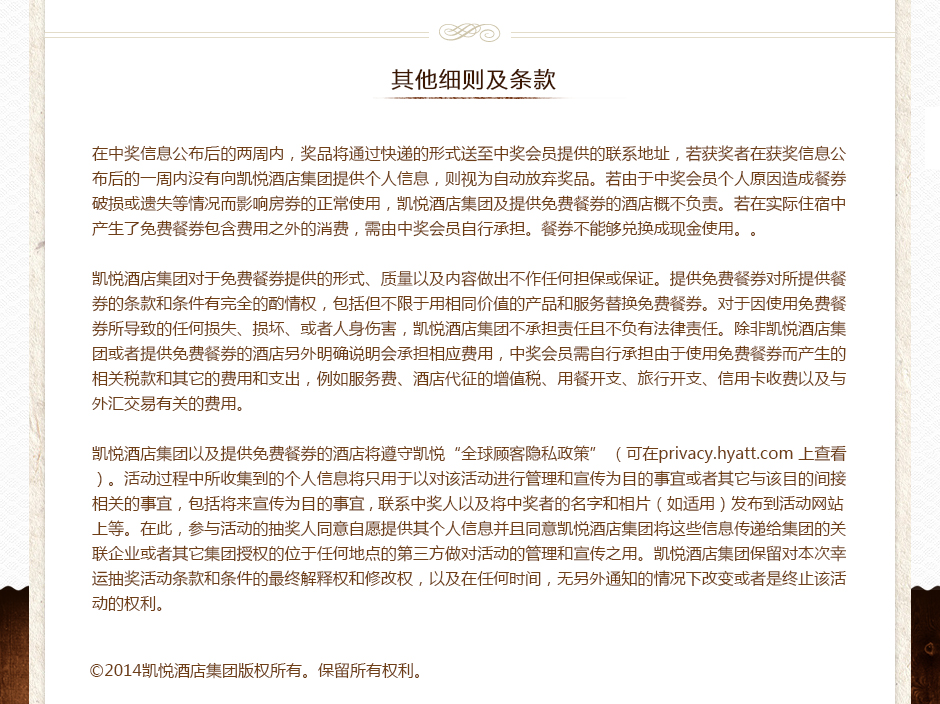 其他细则及条款
在中奖信息公布后的两周内，奖品将通过快递的形式送至中奖会员提供的联系地址，若获奖者在获奖信息公
布后的一周内没有向凯悦酒店集团提供个人信息，则视为自动放弃奖品。若由于中奖会员个人原因造成餐券
破损或遗失等情况而影响房券的正常使用，凯悦酒店集团及提供免费餐券的酒店概不负责。若在实际住宿中
产生了免费餐券包含费用之外的消费，需由中奖会员自行承担。餐券不能够兑换成现金使用。。
凯悦酒店集团对于免费餐券提供的形式、质量以及内容做出不作任何担保或保证。提供免费餐券对所提供餐
券的条款和条件有完全的酌情权，包括但不限于用相同价值的产品和服务替换免费餐券。对于因使用免费餐
券所导致的任何损失、损坏、或者人身伤害，凯悦酒店集团不承担责任且不负有法律责任。除非凯悦酒店集
团或者提供免费餐券的酒店另外明确说明会承担相应费用，中奖会员需自行承担由于使用免费餐券而产生的
相关税款和其它的费用和支出，例如服务费、酒店代征的增值税、用餐开支、旅行开支、信用卡收费以及与
外汇交易有关的费用。
凯悦酒店集团以及提供免费餐券的酒店将遵守凯悦“全球顾客隐私政策”（可在privacy.hyatt.com 上查看
）。活动过程中所收集到的个人信息将只用于以对该活动进行管理和宣传为目的事宜或者其它与该目的间接
相关的事宜，包括将来宣传为目的事宜，联系中奖人以及将中奖者的名字和相片（如适用）发布到活动网站
上等。在此，参与活动的抽奖人同意自愿提供其个人信息并且同意凯悦酒店集团将这些信息传递给集团的关
联企业或者其它集团授权的位于任何地点的第三方做对活动的管理和宣传之用。凯悦酒店集团保留对本次幸
运抽奖活动条款和条件的最终解释权和修改权，以及在任何时间，无另外通知的情况下改变或者是终止该活
动的权利。
©2014凯悦酒店集团版权所有。保留所有权利。